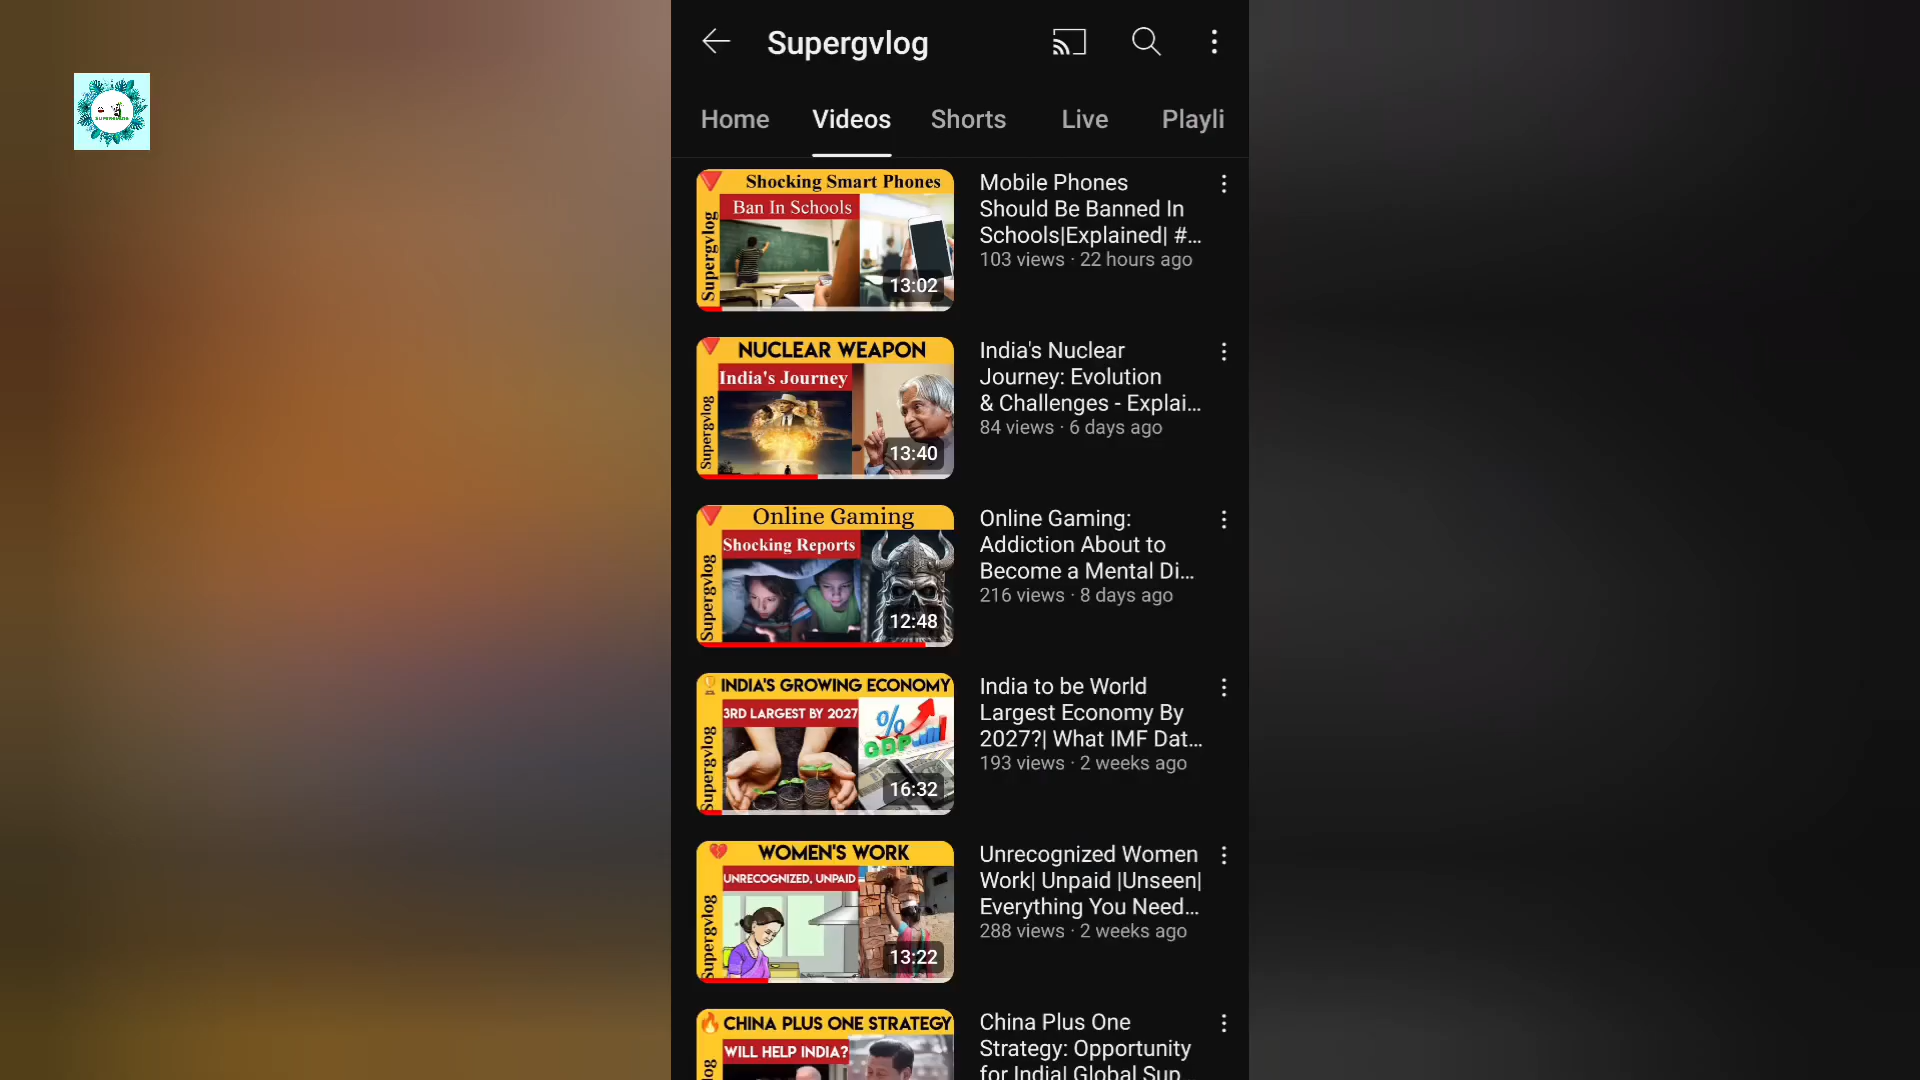 Supergvlog
Home Videos Shorts Live Playli
Shocking Smart Phones
Ban In Schools
Supergvlog
13:02
Mobile Phones
Should Be Banned In
Schools|Explained| #...
103 views · 22 hours ago
NUCLEAR WEAPON
India's Journey
Supergvlog
13:40
India's Nuclear
Journey: Evolution
& Challenges - Explai...
84 views · 6 days ago
Online Gaming
Shocking Reports
Supergvlog
12:48
Online Gaming:
Addiction About to
Become a Mental Di...
216 views · 8 days ago
INDIA'S GROWING ECONOMY
3RD LARGEST BY 2027
Supergvlog
% GDP
16:32
India to be World
Largest Economy By
2027?| What IMF Dat...
193 views · 2 weeks ago
WOMEN'S WORK
UNRECOGNIZED, UNPAID
Supergvlog
13:22
Unrecognized Women
Work| Unpaid |Unseen|
Everything You Need...
288 views · 2 weeks ago
CHINA PLUS ONE STRATEGY
WILL HELP INDIA?
log
China Plus One
Strategy: Opportunity
for India| Global Sup...